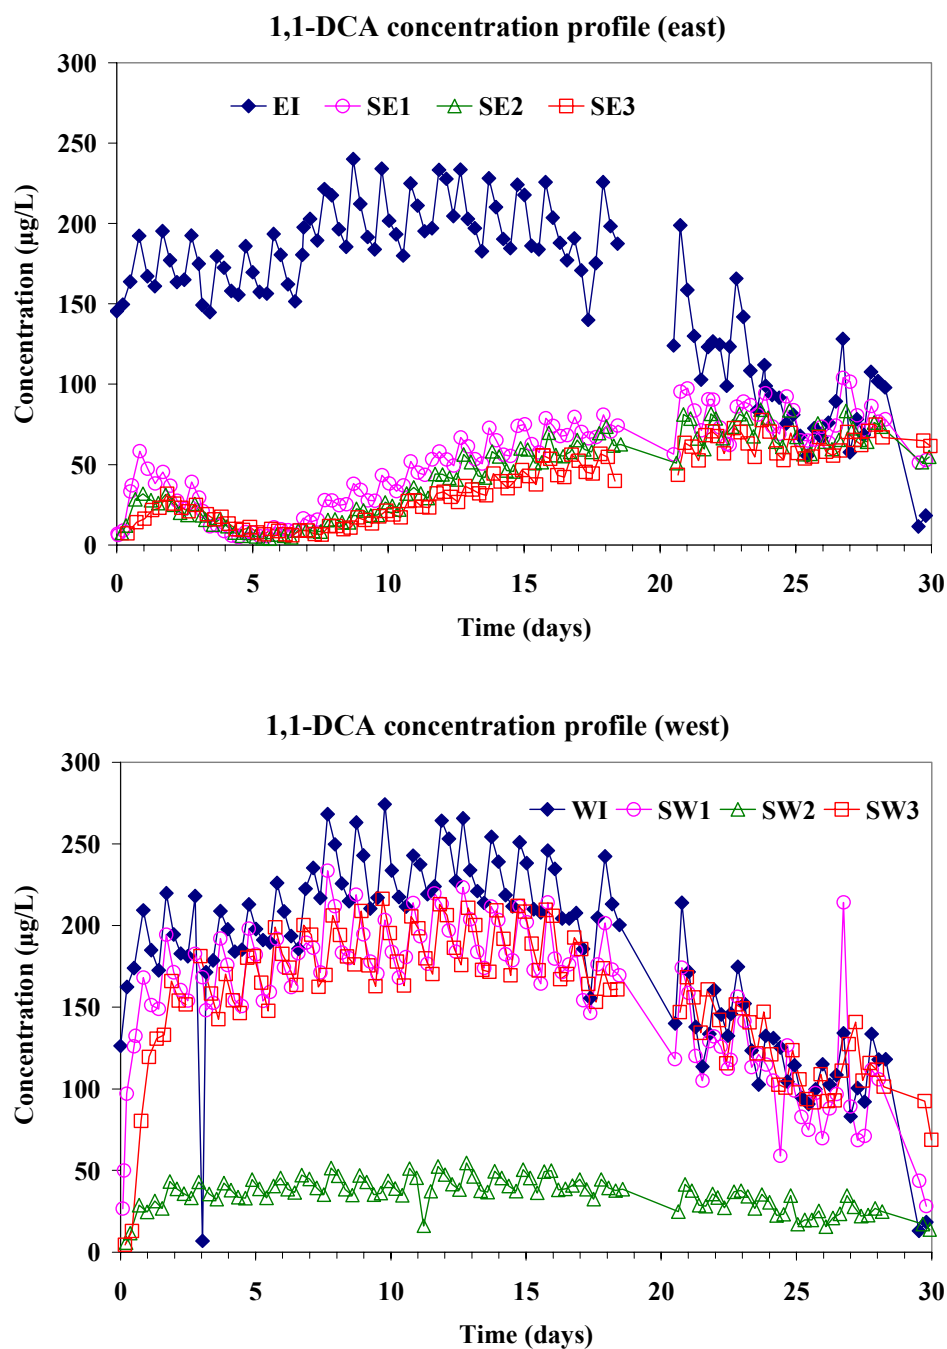 1,1-DCA concentration profile (east)
Concentration (µg/L)
300
250
200
150
100
50
0
EI SE1 SE2 SE3
0 5 10 15 20 25 30
Time (days)
1,1-DCA concentration profile (west)
Concentration (µg/L)
300
250
200
150
100
50
0
WI SW1 SW2 SW3
0 5 10 15 20 25 30
Time (days)